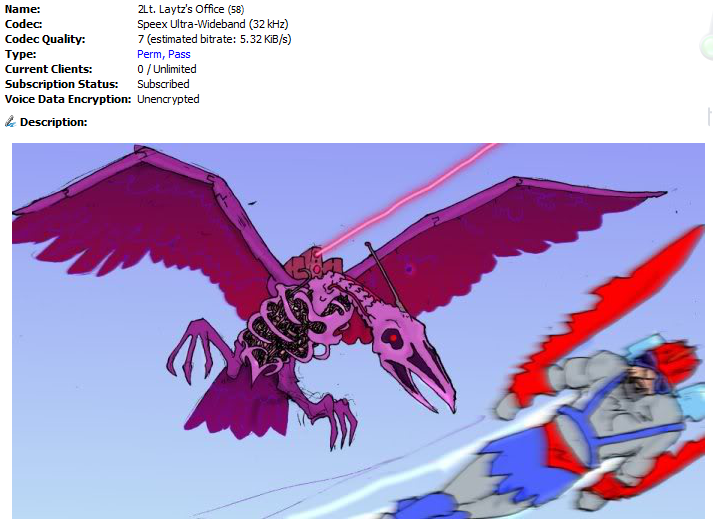 Name: 2Lt. Laytz's Office (58)
Codec: Speex Ultra-Wideband (32 kHz)
Codec Quality: 7 (estimated bitrate: 5.32 KiB/s)
Type: Perm, Pass
Current Clients: 0 / Unlimited
Subscription Status: Subscribed
Voice Data Encryption: Unencrypted
Description: